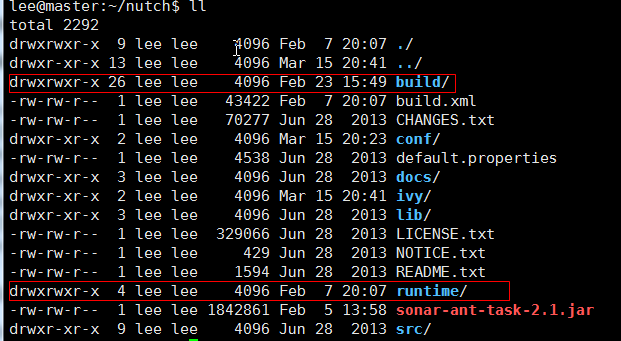 lee@master:~/nutch$ ll
total 2292
drwxrwxr-x  9 lee lee    4096 Feb  7 20:07 ./
drwxrwxr-x 13 lee lee    4096 Mar 15 20:41 ../
drwxrwxr-x 26 lee lee    4096 Feb 23 15:49 build/
-rw-rw-r--  1 lee lee   43422 Feb  7 20:07 build.xml
-rw-rw-r--  1 lee lee   70277 Jun 28  2013 CHANGES.txt
drwxr-xr-x  2 lee lee    4096 Mar 15 20:23 conf/
-rw-rw-r--  1 lee lee    4538 Jun 28  2013 default.properties
drwxr-xr-x  3 lee lee    4096 Jun 28  2013 docs/
drwxr-xr-x  2 lee lee    4096 Mar 15 20:41 ivy/
drwxr-xr-x  3 lee lee    4096 Jun 28  2013 lib/
-rw-rw-r--  1 lee lee  329066 Jun 28  2013 LICENSE.txt
-rw-rw-r--  1 lee lee     429 Jun 28  2013 NOTICE.txt
-rw-rw-r--  1 lee lee    1594 Jun 28  2013 README.txt
drwxrwxr-x  4 lee lee    4096 Feb  7 20:07 runtime/
-rw-rw-r--  1 lee lee 1842861 Feb  5 13:58 sonar-ant-task-2.1.jar
drwxr-xr-x  9 lee lee    4096 Jun 28  2013 src/